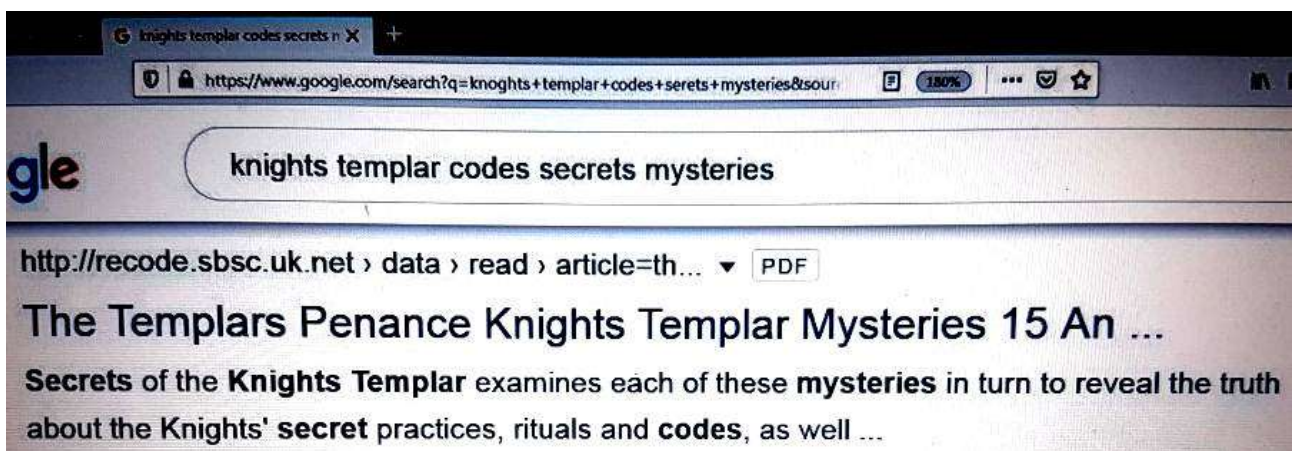 G knights templar codes secrets n X +
https://www.google.com/search?q=knoghts+templar+codes+serets+mysteries&sour 180% ...
gle knights templar codes secrets mysteries
http://recode.sbsc.uk.net › data › read › article=th... ▼ PDF
The Templars Penance Knights Templar Mysteries 15 An ...
Secrets of the Knights Templar examines each of these mysteries in turn to reveal the truth
about the Knights' secret practices, rituals and codes, as well ...